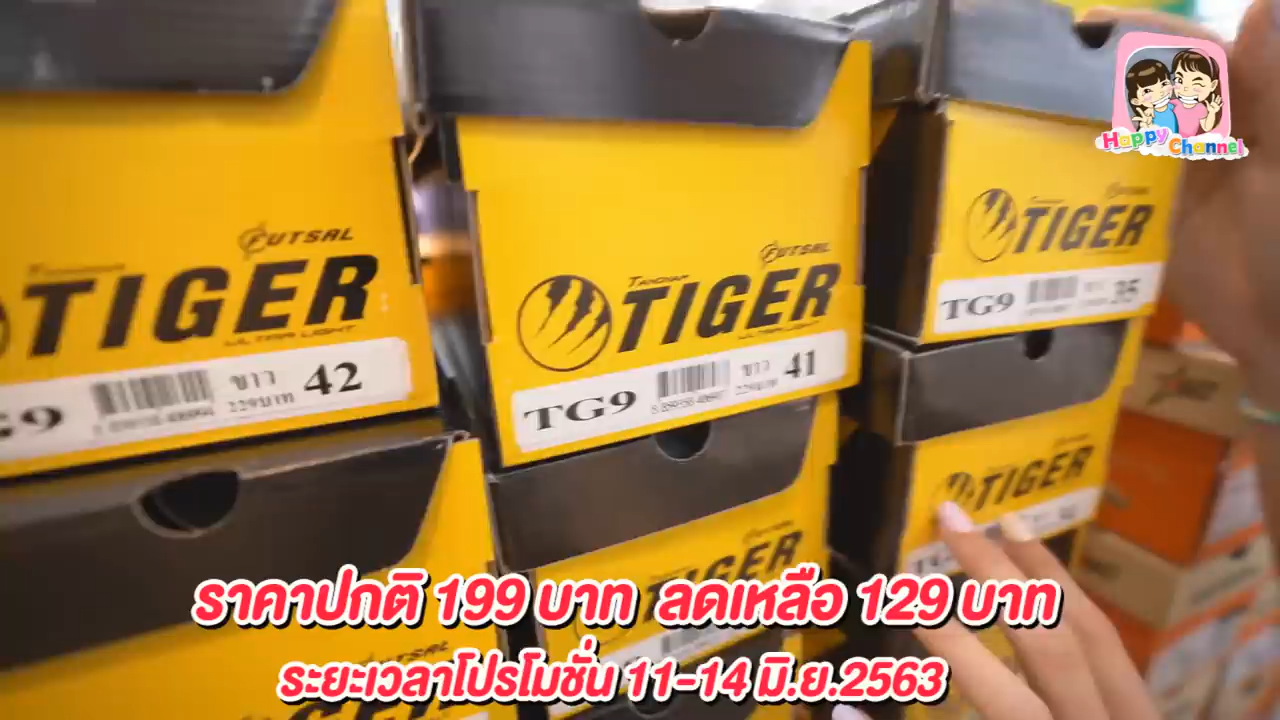 Happy Channel
FUTSAL
TIGER
ULTRA LIGHT
ขาว
229บาท
42
FUTSAL
TIGER
TG9
ขาว
229บาท
41
TIGER
TG9
35
TIGER
FUTSAL
TIGER
ราคาปกติ 199 บาท ลดเหลือ 129 บาท
ระยะเวลาโปรโมชั่น 11-14 มิ.ย.2563